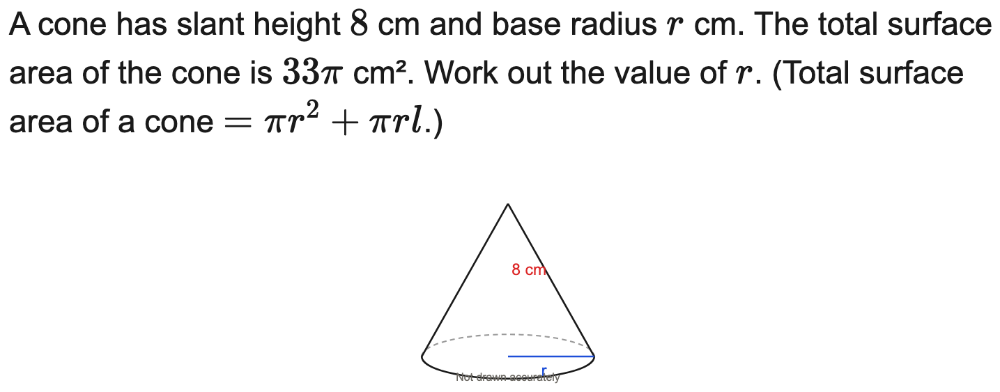 A cone has slant height 8 cm and base radius r cm. The total surface
area of the cone is 33π cm². Work out the value of r. (Total surface
area of a cone = πr² + πrl.)
8 cm
r
Not drawn accurately